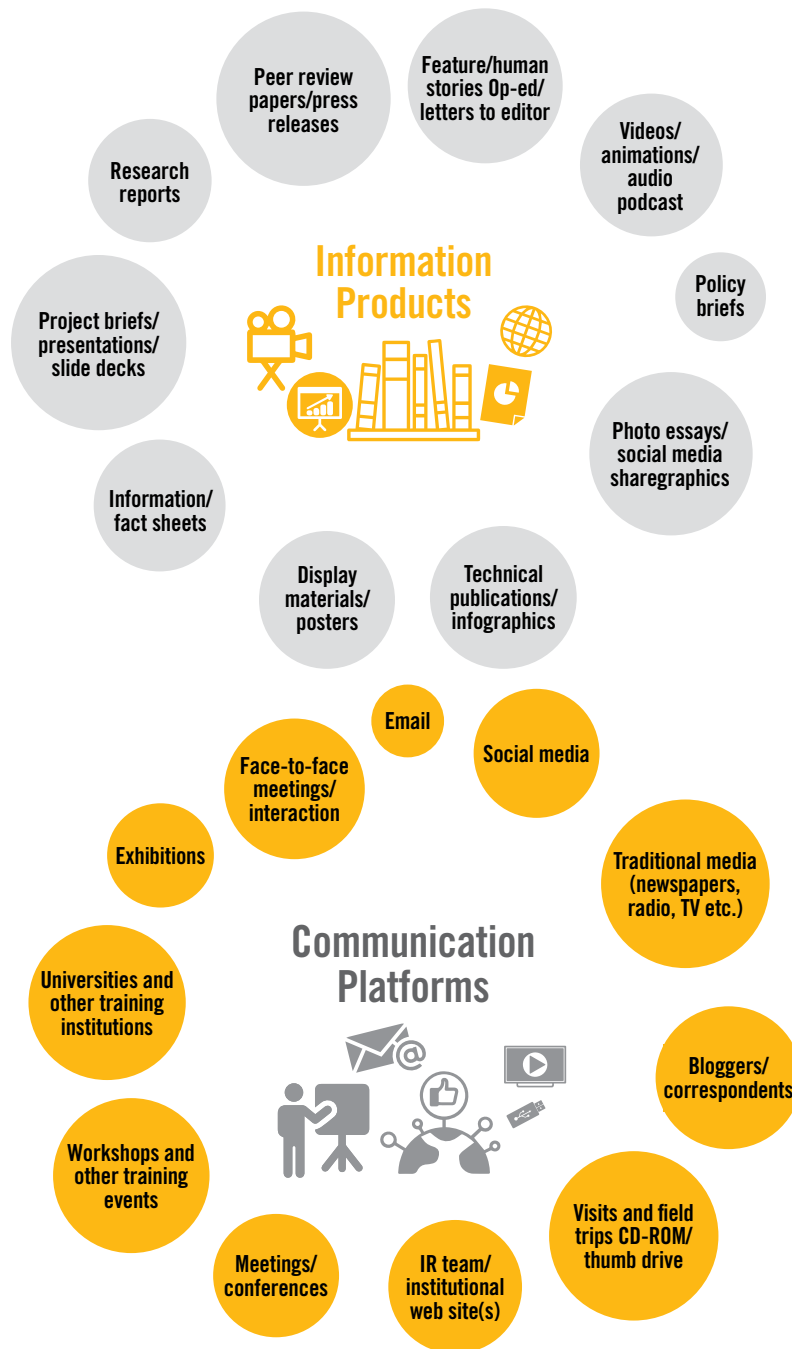 Peer review
papers/press
releases
Feature/human
stories Op-ed/
letters to editor
Videos/
animations/
audio
podcast
Research
reports
Information
Products
Policy
briefs
Project briefs/
presentations/
slide decks
Photo essays/
social media
sharegraphics
Information/
fact sheets
Display
materials/
posters
Technical
publications/
infographics
Email
Social media
Face-to-face
meetings/
interaction
Exhibitions
Traditional media
(newspapers,
radio, TV etc.)
Communication
Platforms
Universities and
other training
institutions
@
Bloggers/
correspondents
Workshops and
other training
events
Visits and field
trips CD-ROM/
thumb drive
Meetings/
conferences
IR team/
institutional
web site(s)